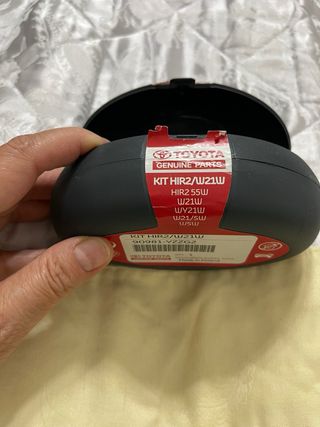 TOYOTA
GENUINE PARTS
KIT HIR2/W21W
HIR2 55W
W21W
WY21W
W21/5W
W5W
KIT HIR2/W21W
90981-YZZG2
TOYOTA